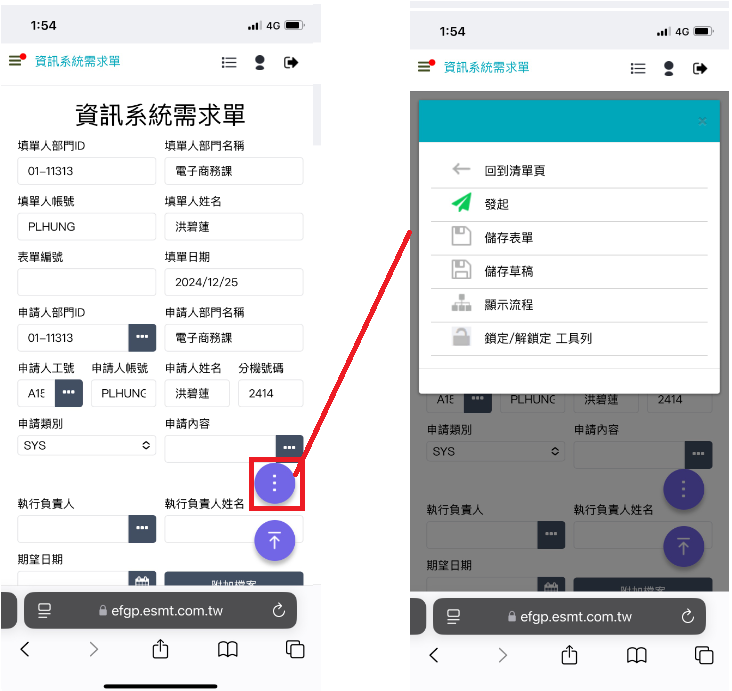 1:54
4G
資訊系統需求單
資訊系統需求單
填單人部門ID 填單人部門名稱
01-11313 電子商務課
填單人帳號 填單人姓名
PLHUNG 洪碧蓮
表單編號 填單日期
2024/12/25
申請人部門ID 申請人部門名稱
01-11313 電子商務課
申請人工號 申請人帳號 申請人姓名 分機號碼
A15 PLHUNG 洪碧蓮 2414
申請類別 申請內容
SYS
執行負責人 執行負責人姓名
期望日期
附加檔案
efgp.esmt.com.tw
1:54
4G
資訊系統需求單
×
回到清單頁
發起
儲存表單
儲存草稿
顯示流程
鎖定/解鎖定 工具列
A15 PLHUNG 洪碧蓮 2414
申請類別 申請內容
SYS
執行負責人 執行負責人姓名
期望日期
附加檔案
efgp.esmt.com.tw